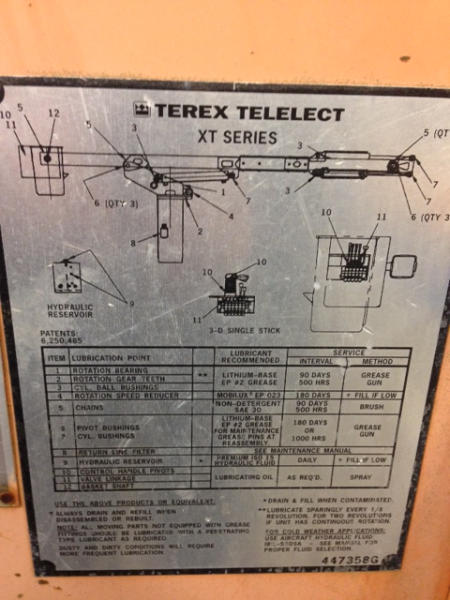 TEREX TELELECT
XT SERIES
10 5 12
11
5
3
3
5 (QTY
7
6 (QTY 3)
1
7
3
7
4
6 (QTY 3
8
2
10
11
10
10
9
11
HYDRAULIC
RESERVOIR
3-D SINGLE STICK
PATENTS:
6,250,465
ITEM LUBRICATION POINT LUBRICANT RECOMMENDED SERVICE
INTERVAL METHOD
1 ROTATION BEARING
2 ROTATION GEAR TEETH **
3 CYL. BALL BUSHINGS
LITHIUM-BASE
EP #2 GREASE
90 DAYS
500 HRS
GREASE
GUN
4 ROTATION SPEED REDUCER * MOBILUX EP 023 180 DAYS + FILL IF LOW
5 CHAINS
NON-DETERGENT
SAE 30
90 DAYS
500 HRS
BRUSH
6 PIVOT BUSHINGS
7 CYL. BUSHINGS
LITHIUM-BASE
EP #2 GREASE
FOR MAINTENANCE
GREASE PINS AT
REASSEMBLY.
180 DAYS
OR
1000 HRS
GREASE
GUN
8 RETURN LINE FILTER SEE MAINTENANCE MANUAL
9 HYDRAULIC RESERVOIR *
PREMIUM ISO 15
HYDRAULIC FLUID
DAILY + FILL IF LOW
10 CONTROL HANDLE PIVOTS
11 VALVE LINKAGE
12 GASKET SHAFT
LUBRICATING OIL AS REQ'D. SPRAY
USE THE ABOVE PRODUCTS OR EQUIVALENT.
* ALWAYS DRAIN AND REFILL WHEN
DISASSEMBLED OR REBUILT.
NOTE: ALL MOVING PARTS NOT EQUIPPED WITH GREASE
FITTINGS SHOULD BE LUBRICATED WITH A PENETRATING
TYPE LUBRICANT AS REQUIRED.
DUSTY AND DIRTY CONDITIONS WILL REQUIRE
MORE FREQUENT LUBRICATION.
* DRAIN & FILL WHEN CONTAMINATED.
**LUBRICATE SPARINGLY EVERY 1/8
REVOLUTION, FOR TWO REVOLUTIONS
IF UNIT HAS CONTINUOUS ROTATION.
FOR COLD WEATHER APPLICATIONS:
USE AIRCRAFT HYDRAULIC FLUID
SEE MANUAL FOR
PROPER FLUID SELECTION.
447358G